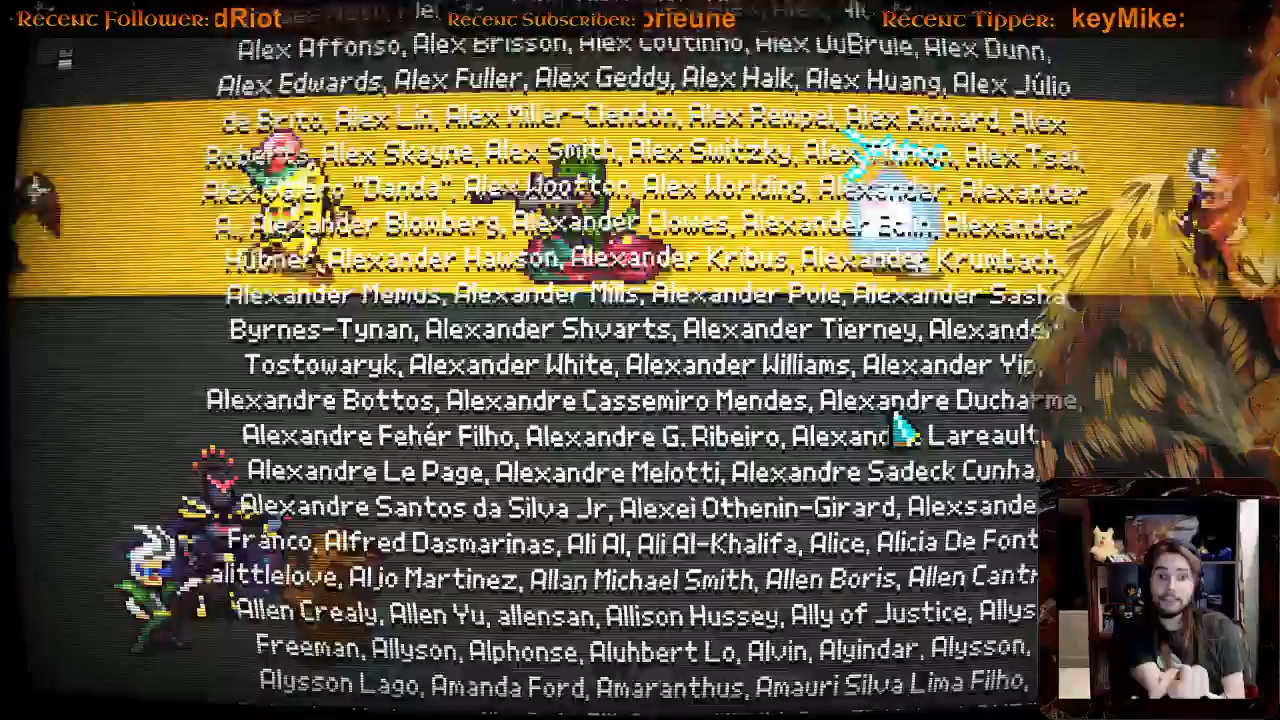 Recent Follower: dRiot Recent Subscriber: orieune Recent Tipper: keyMike:
Alex Affonso, Alex Brisson, Alex Coutinho, Alex DuBrule, Alex Dunn,
Alex Edwards, Alex Fuller, Alex Geddy, Alex Halk, Alex Huang, Alex Júlio
de Brito, Alex Lin, Alex Miller-Clendon, Alex Rempel, Alex Richard, Alex
Roberts, Alex Skayne, Alex Smith, Alex Switzky, Alex Tsai,
Alex "Danda", Alex Wootton, Alex Worlding, Alexander, Alexander
A., Alexander Blomberg, Alexander Clowes, Alexander Alexander
Hübner, Alexander Hawson, Alexander Kribus, Alexander Krumbach,
Alexander Memus, Alexander Mills, Alexander Pole, Alexander Sasha
Byrnes-Tynan, Alexander Shvarts, Alexander Tierney, Alexande
Tostowaryk, Alexander White, Alexander Williams, Alexander Yip,
Alexandre Bottos, Alexandre Cassemiro Mendes, Alexandre Ducharme,
Alexandre Fehér Filho, Alexandre G. Ribeiro, Alexand Lareault
Alexandre Le Page, Alexandre Melotti, Alexandre Sadeck Cunha
Alexandre Santos da Silva Jr, Alexei Othenin-Girard, Alexsande
Franco, Alfred Dasmarinas, Ali Al, Ali Al-Khalifa, Alice, Alicia De Font
alittlelove, Aljo Martinez, Allan Michael Smith, Allen Boris, Allen Cantr
Allen Crealy, Allen Yu, allensan, Allison Hussey, Ally of Justice, Allys
Freeman, Allyson, Alphonse, Aluhbert Lo, Alvin, Alyindar, Alysson,
Alysson Lago, Amanda Ford, Amaranthus, Amauri Silva Lima Filho,